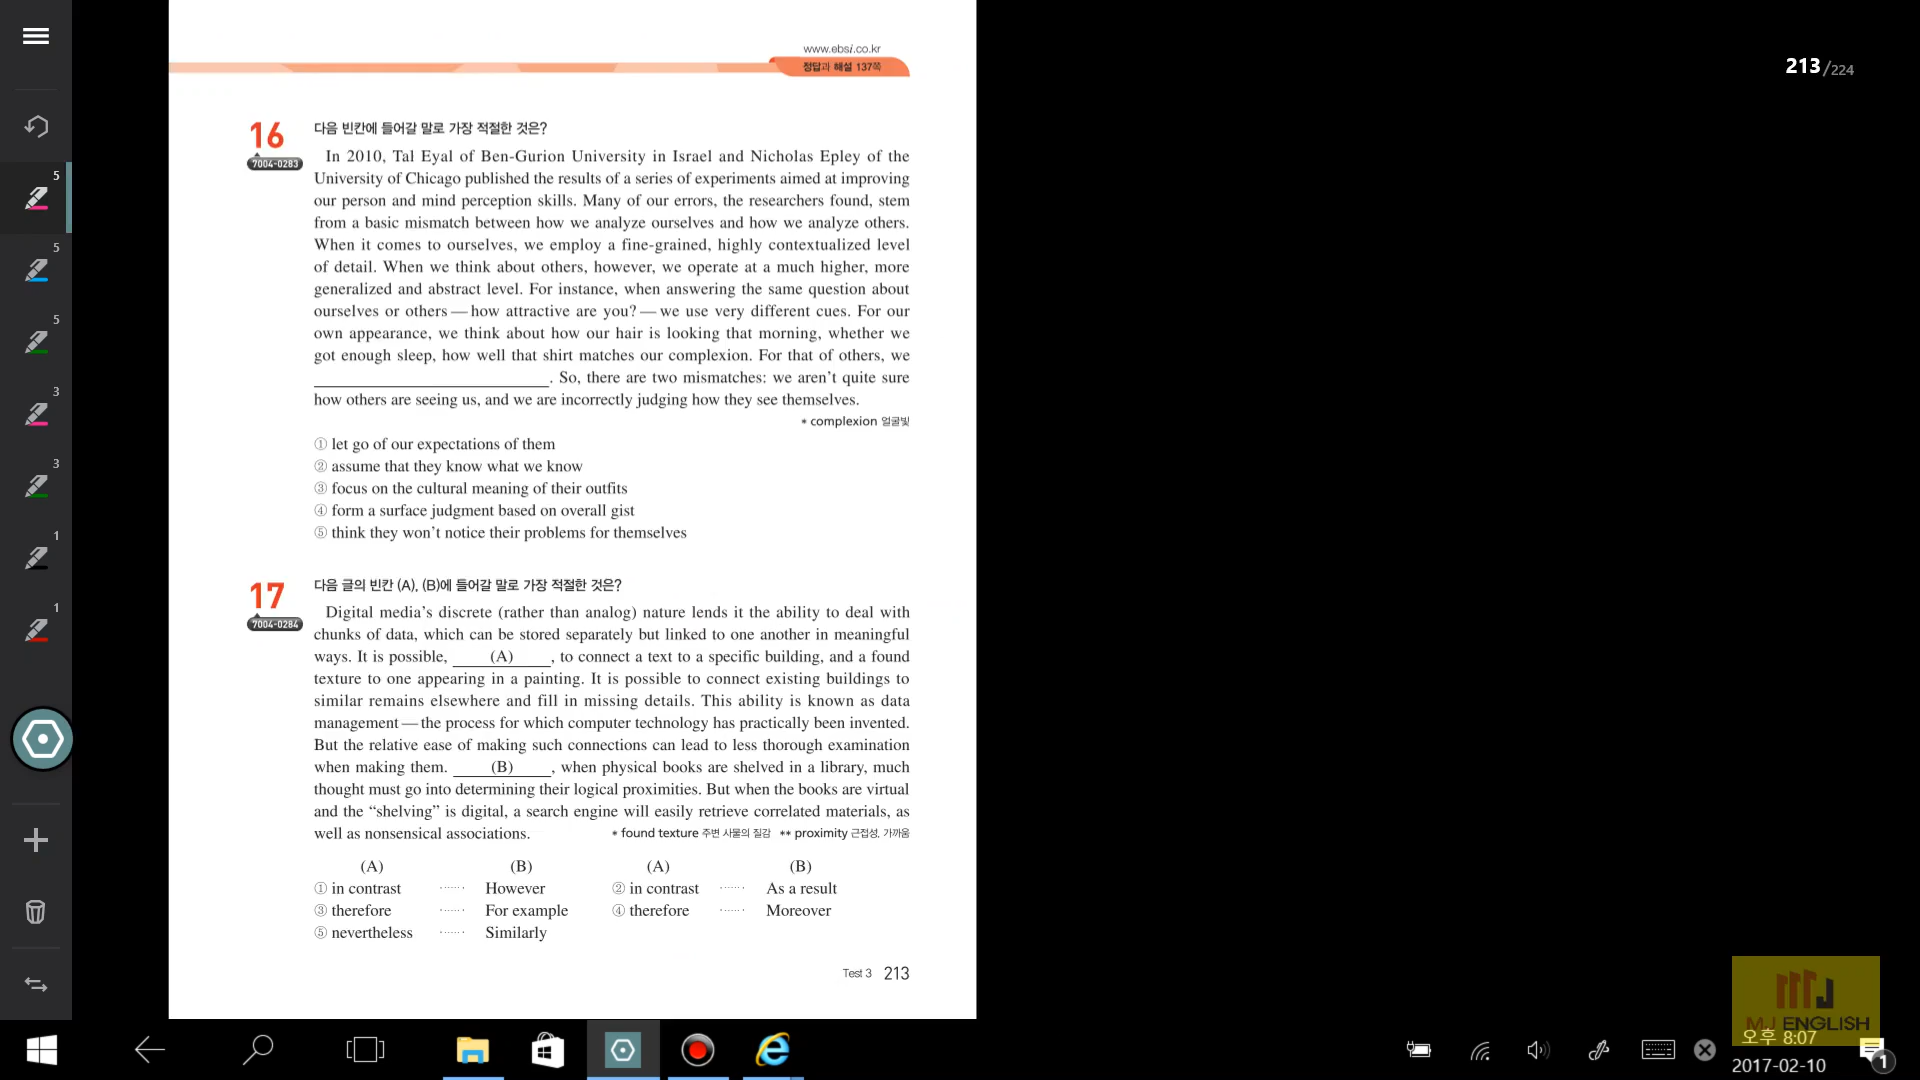 www.ebsi.co.kr
정답과 해설 137쪽
213/224
16
7004-0283
다음 빈칸에 들어갈 말로 가장 적절한 것은?
In 2010, Tal Eyal of Ben-Gurion University in Israel and Nicholas Epley of the
University of Chicago published the results of a series of experiments aimed at improving
our person and mind perception skills. Many of our errors, the researchers found, stem
from a basic mismatch between how we analyze ourselves and how we analyze others.
When it comes to ourselves, we employ a fine-grained, highly contextualized level
of detail. When we think about others, however, we operate at a much higher, more
generalized and abstract level. For instance, when answering the same question about
ourselves or others — how attractive are you? — we use very different cues. For our
own appearance, we think about how our hair is looking that morning, whether we
got enough sleep, how well that shirt matches our complexion. For that of others, we
____________________. So, there are two mismatches: we aren't quite sure
how others are seeing us, and we are incorrectly judging how they see themselves.
* complexion 얼굴빛
① let go of our expectations of them
② assume that they know what we know
③ focus on the cultural meaning of their outfits
④ form a surface judgment based on overall gist
⑤ think they won't notice their problems for themselves
17
7004-0284
다음 글의 빈칸 (A), (B)에 들어갈 말로 가장 적절한 것은?
Digital media's discrete (rather than analog) nature lends it the ability to deal with
chunks of data, which can be stored separately but linked to one another in meaningful
ways. It is possible, ___(A)___, to connect a text to a specific building, and a found
texture to one appearing in a painting. It is possible to connect existing buildings to
similar remains elsewhere and fill in missing details. This ability is known as data
management — the process for which computer technology has practically been invented.
But the relative ease of making such connections can lead to less thorough examination
when making them. ___(B)___, when physical books are shelved in a library, much
thought must go into determining their logical proximities. But when the books are virtual
and the "shelving" is digital, a search engine will easily retrieve correlated materials, as
well as nonsensical associations. * found texture 주변 사물의 질감 ** proximity 근접성, 가까움
(A) (B) (A) (B)
① in contrast ······ However ② in contrast ······ As a result
③ therefore ······ For example ④ therefore ······ Moreover
⑤ nevertheless ······ Similarly
Test 3 213
5
5
5
3
3
1
1
MJ ENGLISH
오후 8:07
2017-02-10
1